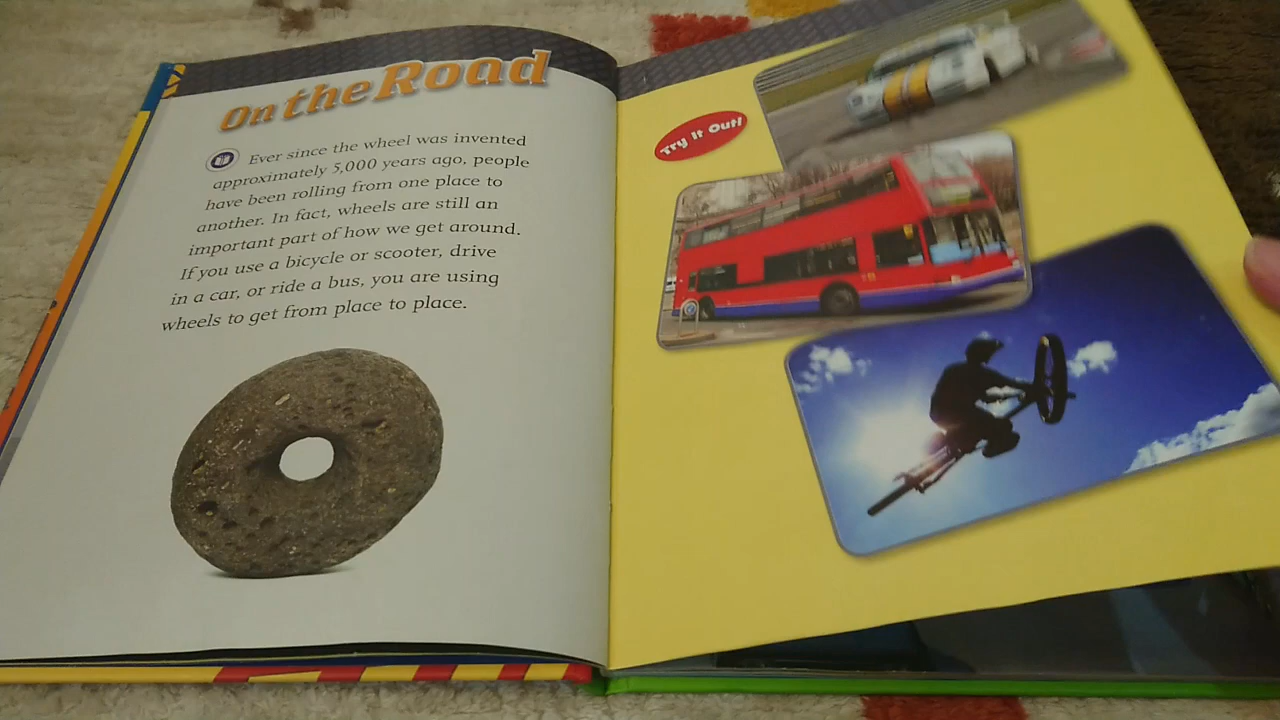 On the Road
Ever since the wheel was invented
approximately 5,000 years ago, people
have been rolling from one place to
another. In fact, wheels are still an
important part of how we get around.
If you use a bicycle or scooter, drive
in a car, or ride a bus, you are using
wheels to get from place to place.
Try It Out!